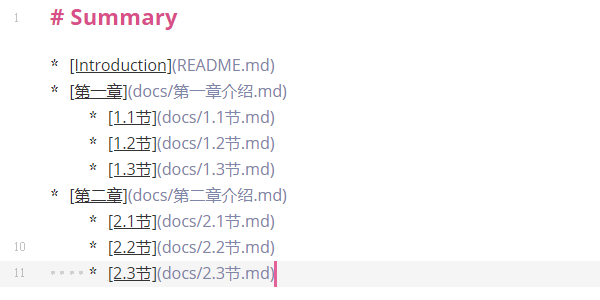 1 # Summary
* [Introduction](README.md)
* [第一章](docs/第一章介绍.md)
* [1.1节](docs/1.1节.md)
* [1.2节](docs/1.2节.md)
* [1.3节](docs/1.3节.md)
* [第二章](docs/第二章介绍.md)
* [2.1节](docs/2.1节.md)
10 * [2.2节](docs/2.2节.md)
11 * [2.3节](docs/2.3节.md)